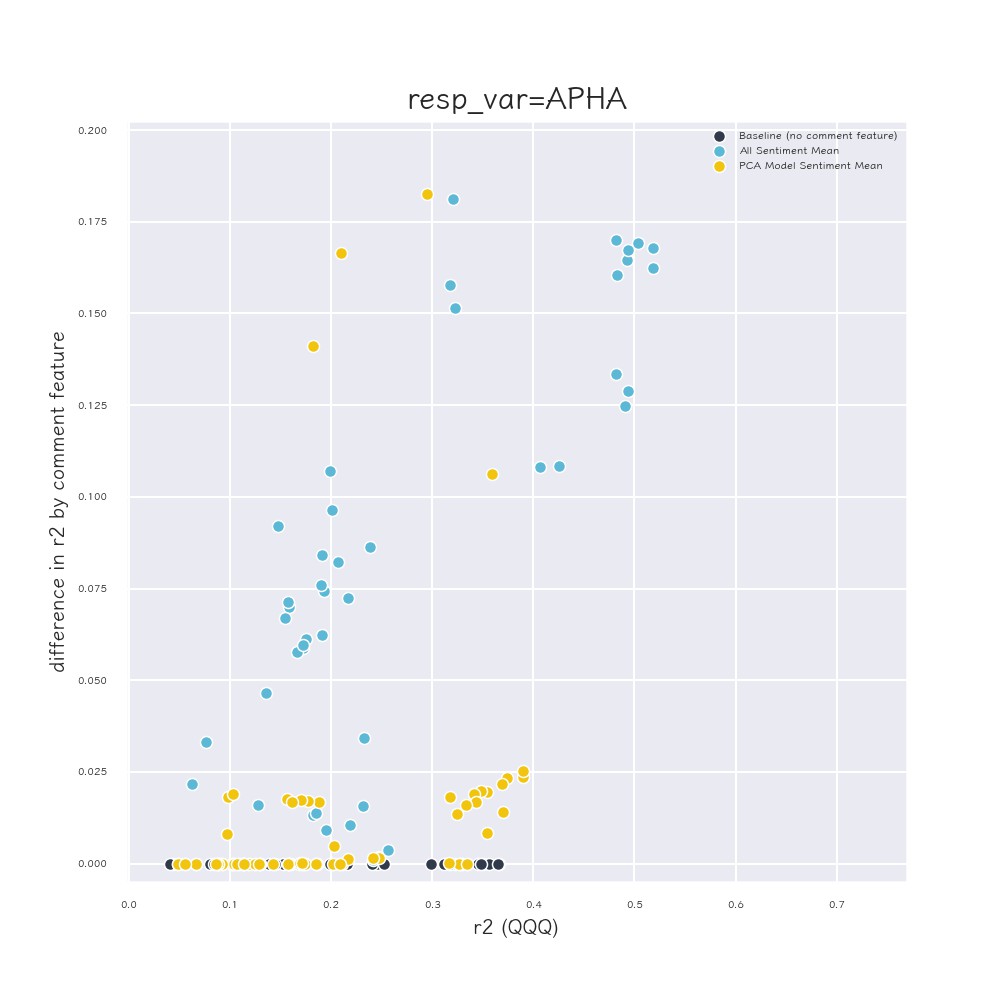 resp_var=APHA
Baseline (no comment feature)
All Sentiment Mean
PCA Model Sentiment Mean
difference in r2 by comment feature
0.200
0.175
0.150
0.125
0.100
0.075
0.050
0.025
0.000
0.0 0.1 0.2 0.3 0.4 0.5 0.6 0.7
r2 (QQQ)